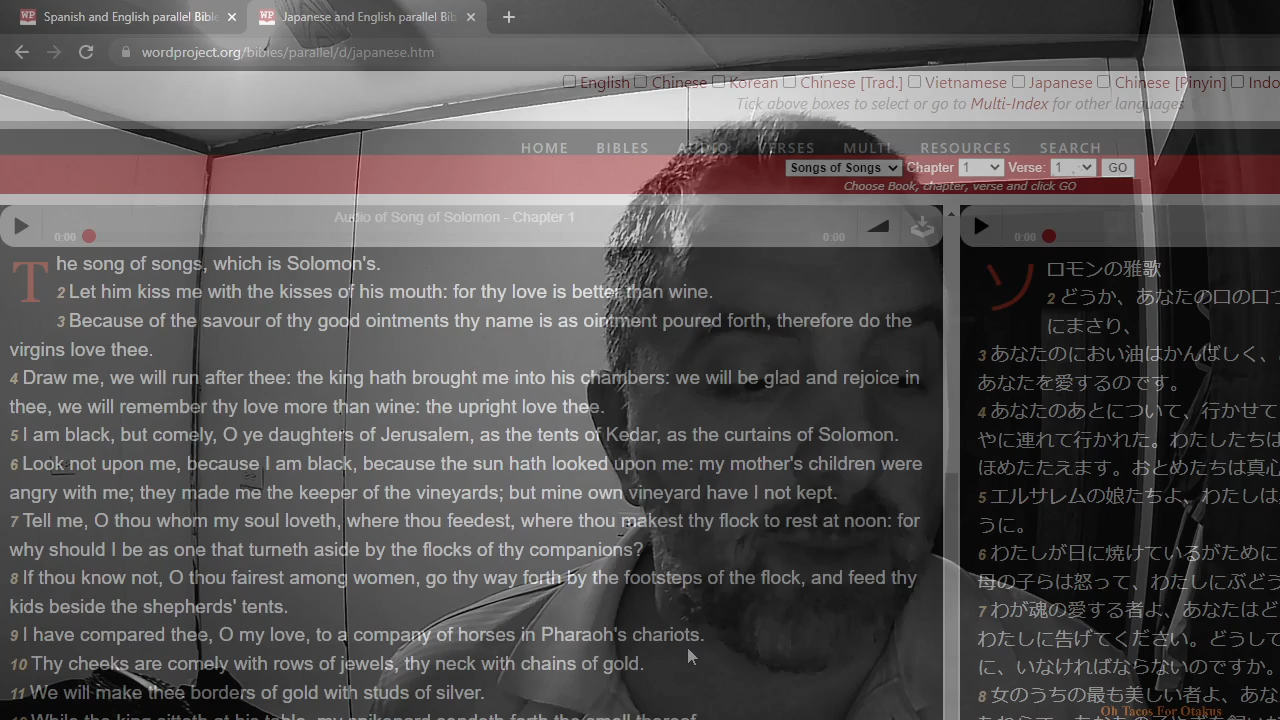 Spanish and English parallel Bible
Japanese and English parallel Bib
wordproject.org/bibles/parallel/d/japanese.htm
English Chinese Korean Chinese [Trad.] Vietnamese Japanese Chinese [Pinyin] Indo
Tick above boxes to select or go to Multi-Index for other languages
HOME BIBLES AUDIO VERSES MULTI RESOURCES SEARCH
Songs of Songs Chapter 1 Verse: 1 GO
Choose Book, chapter, verse and click GO
Audio of Song of Solomon - Chapter 1
0:00 0:00
0:00
The song of songs, which is Solomon's.
2 Let him kiss me with the kisses of his mouth: for thy love is better than wine.
3 Because of the savour of thy good ointments thy name is as ointment poured forth, therefore do the
virgins love thee.
4 Draw me, we will run after thee: the king hath brought me into his chambers: we will be glad and rejoice in
thee, we will remember thy love more than wine: the upright love thee.
5 I am black, but comely, O ye daughters of Jerusalem, as the tents of Kedar, as the curtains of Solomon.
6 Look not upon me, because I am black, because the sun hath looked upon me: my mother's children were
angry with me; they made me the keeper of the vineyards; but mine own vineyard have I not kept.
7 Tell me, O thou whom my soul loveth, where thou feedest, where thou makest thy flock to rest at noon: for
why should I be as one that turneth aside by the flocks of thy companions?
8 If thou know not, O thou fairest among women, go thy way forth by the footsteps of the flock, and feed thy
kids beside the shepherds' tents.
9 I have compared thee, O my love, to a company of horses in Pharaoh's chariots.
10 Thy cheeks are comely with rows of jewels, thy neck with chains of gold.
11 We will make thee borders of gold with studs of silver.
While the king sitteth at his table, my spikenard sendeth forth the smell thereof.
ソロモンの雅歌
2 どうか、あなたの口の口づ
にまさり、
3 あなたのにおい油はかんばしく、
あなたを愛するのです。
4 あなたのあとについて、行かせて
やに連れて行かれた。わたしたちは
ほめたたえます。おとめたちは真心
5 エルサレムの娘たちよ、わたしは
うに。
6 わたしが日に焼けているがために
母の子らは怒って、わたしにぶどう
7 わが魂の愛する者よ、あなたはど
わたしに告げてください。どうして
に、いなければならないのですか。
8 女のうちの最も美しい者よ、あな
Oh Tacos For Otakus